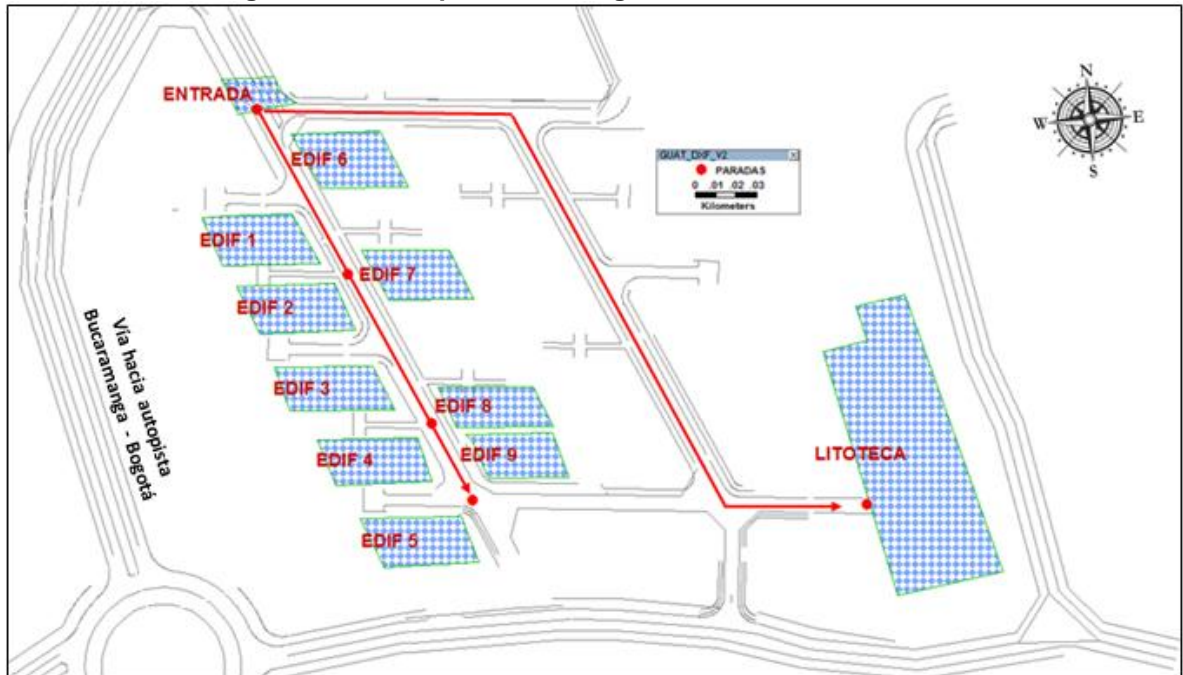 ENTRADA
EDIF 6
EDIF 1
EDIF 7
EDIF 2
EDIF 3
EDIF 8
EDIF 4
EDIF 9
EDIF 5
LITOTECA
Vía hacia autopista
Bucaramanga - Bogotá
GUAT_DXF_V2
PARADAS
0 .01 .02 .03
Kilometers
N
W E
S